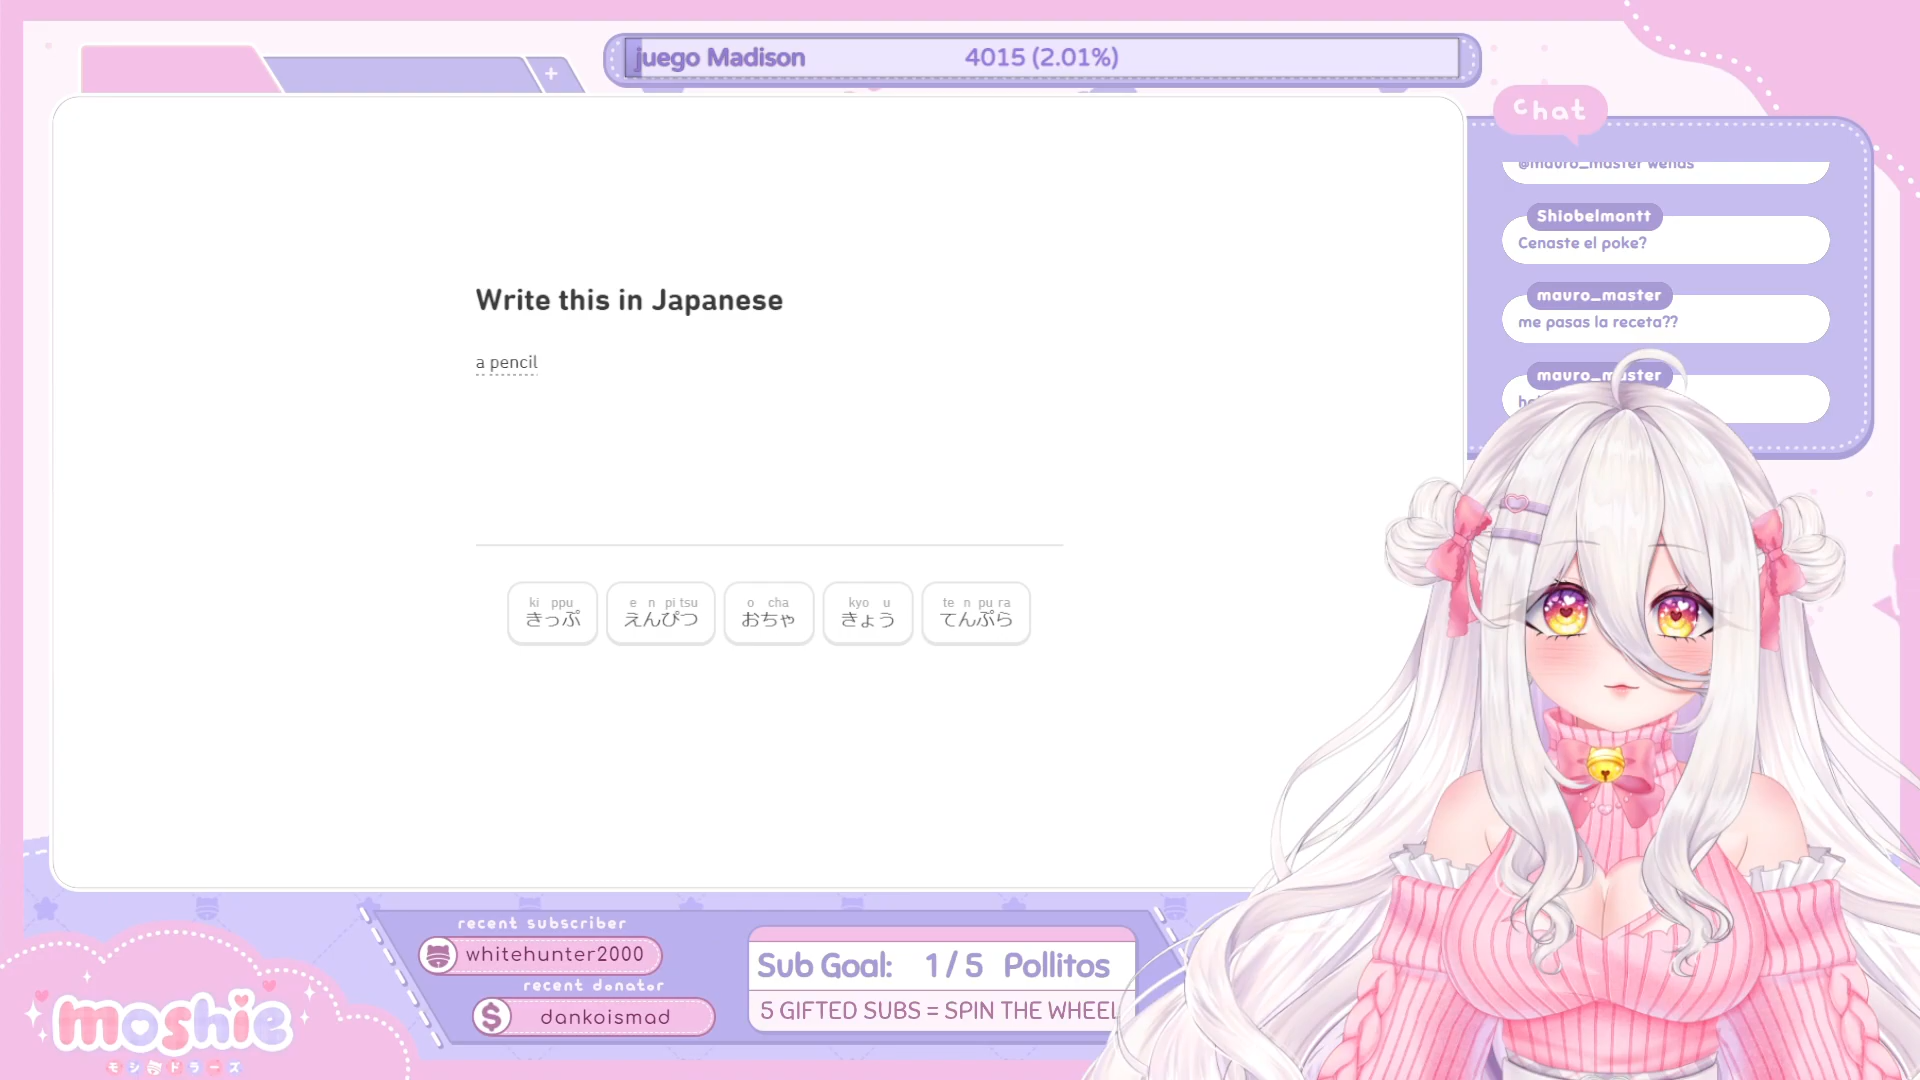 juego Madison 4015 (2.01%)
chat
@mauro_master wenas
Shiobelmontt
Cenaste el poke?
mauro_master
me pasas la receta??
mauro_master
Write this in Japanese
a pencil
ki ppu
きっぷ
e n pi tsu
えんぴつ
o cha
おちゃ
kyo u
きょう
te n pu ra
てんぷら
recent subscriber
whitehunter2000
recent donator
$ dankoismad
Sub Goal: 1 / 5 Pollitos
5 GIFTED SUBS = SPIN THE WHEEL
moshie